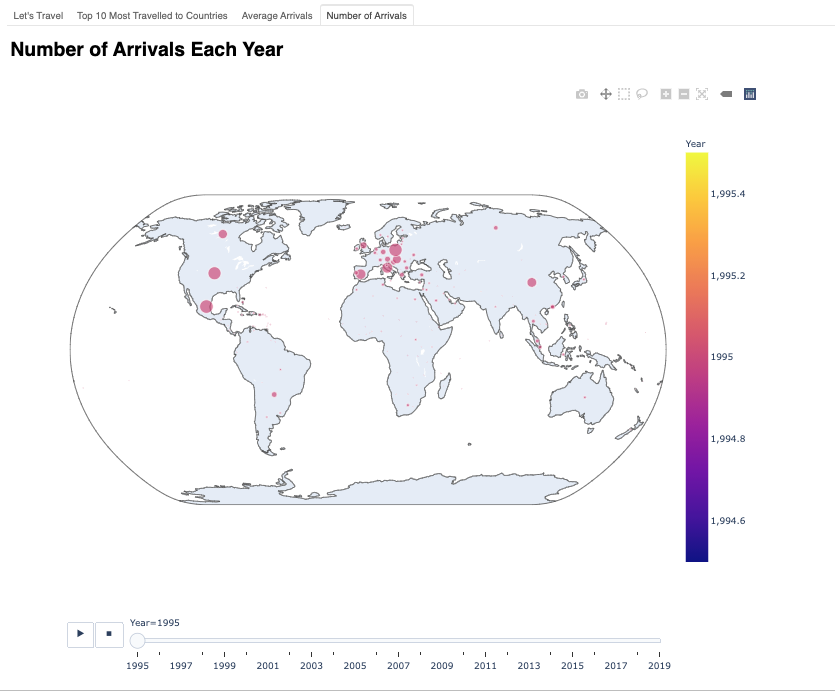 Let's Travel Top 10 Most Travelled to Countries Average Arrivals Number of Arrivals
Number of Arrivals Each Year
Year
1,995.4
1,995.2
1995
1,994.8
1,994.6
Year=1995
1995 1997 1999 2001 2003 2005 2007 2009 2011 2013 2015 2017 2019